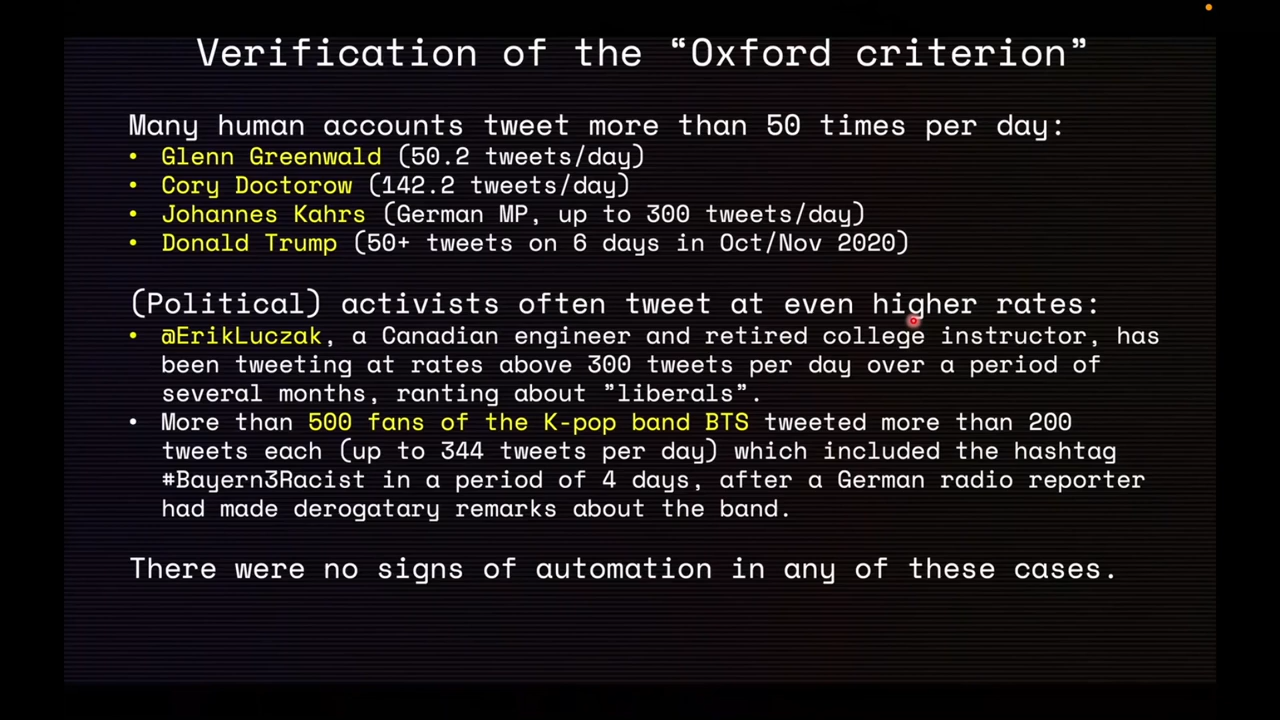 Verification of the “Oxford criterion”
Many human accounts tweet more than 50 times per day:
• Glenn Greenwald (50.2 tweets/day)
• Cory Doctorow (142.2 tweets/day)
• Johannes Kahrs (German MP, up to 300 tweets/day)
• Donald Trump (50+ tweets on 6 days in Oct/Nov 2020)
(Political) activists often tweet at even higher rates:
• @ErikLuczak, a Canadian engineer and retired college instructor, has
been tweeting at rates above 300 tweets per day over a period of
several months, ranting about ”liberals”.
• More than 500 fans of the K-pop band BTS tweeted more than 200
tweets each (up to 344 tweets per day) which included the hashtag
#Bayern3Racist in a period of 4 days, after a German radio reporter
had made derogatary remarks about the band.
There were no signs of automation in any of these cases.